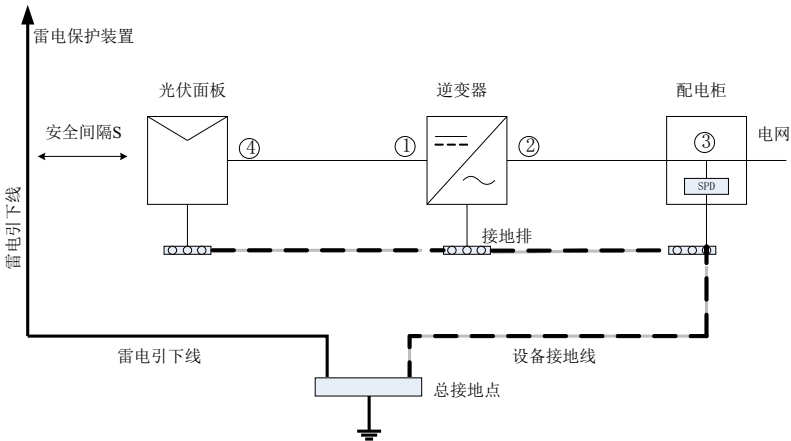 雷电保护装置
光伏面板
逆变器
配电柜
安全间隔S
④
①
②
③
电网
SPD
雷电引下线
接地排
雷电引下线
设备接地线
总接地点